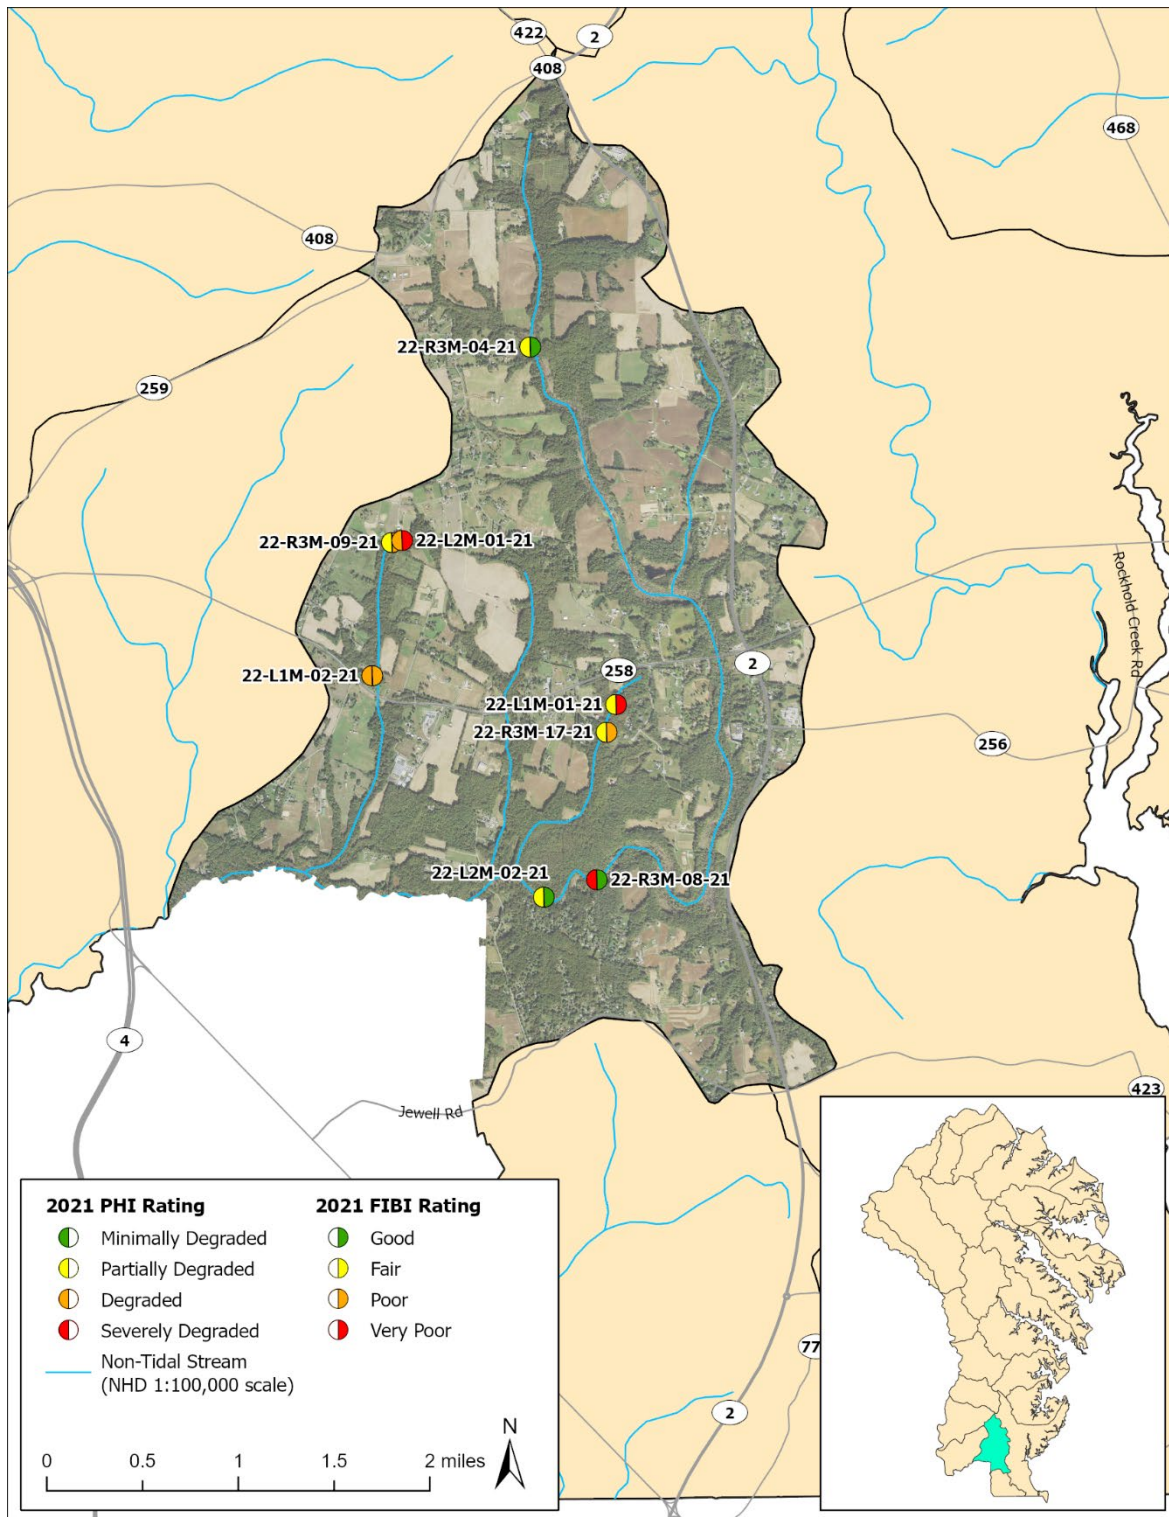 422
2
408
468
408
22-R3M-04-21
259
22-R3M-09-21
22-L2M-01-21
Rockhold Creek Rd
22-L1M-02-21
258
2
22-L1M-01-21
22-R3M-17-21
256
22-L2M-02-21
22-R3M-08-21
4
423
Jewell Rd
2021 PHI Rating
Minimally Degraded
Partially Degraded
Degraded
Severely Degraded
Non-Tidal Stream
(NHD 1:100,000 scale)
2021 FIBI Rating
Good
Fair
Poor
Very Poor
N
0 0.5 1 1.5 2 miles
77
2